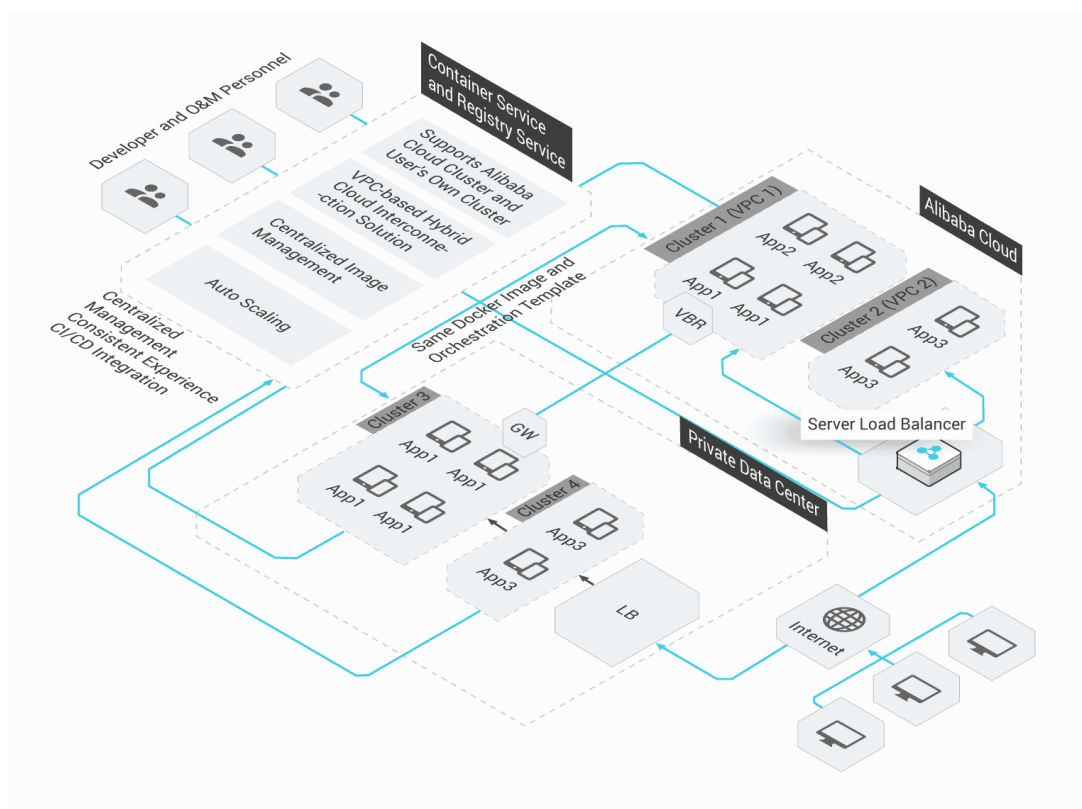 Developer and O&M Personnel
Container Service
and Registry Service
Supports Alibaba
Cloud Cluster and
User's Own Cluster
VPC-based Hybrid
Cloud Interconne-
-ction Solution
Centralized Image
Management
Auto Scaling
Centralized
Management
Consistent Experience
CI/CD Integration
Same Docker Image and
Orchestration Template
Alibaba Cloud
Cluster 1 (VPC 1)
App2
App2
App1
App1
VBR
Cluster 2 (VPC 2)
App3
App3
Server Load Balancer
Private Data Center
Cluster 3
GW
App1
App1
App1
App1
Cluster 4
App3
App3
LB
Internet